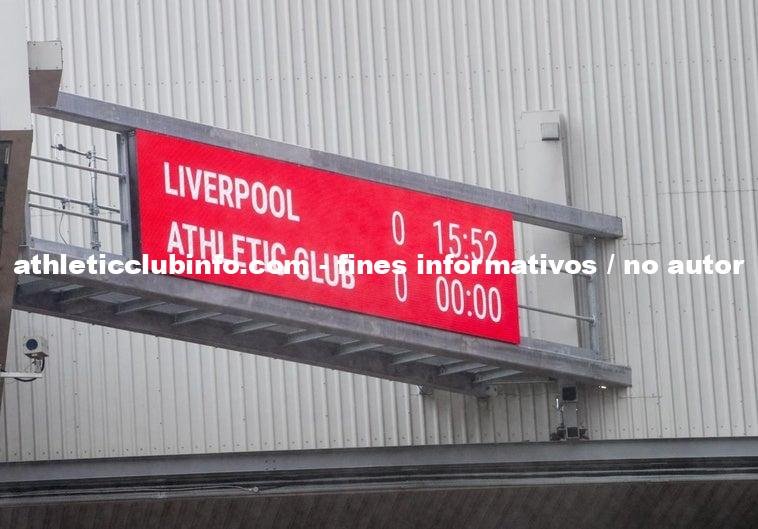 LIVERPOOL 0 15:52
ATHLETIC CLUB 0 00:00
athleticclubinfo.com - fines informativos / no autor